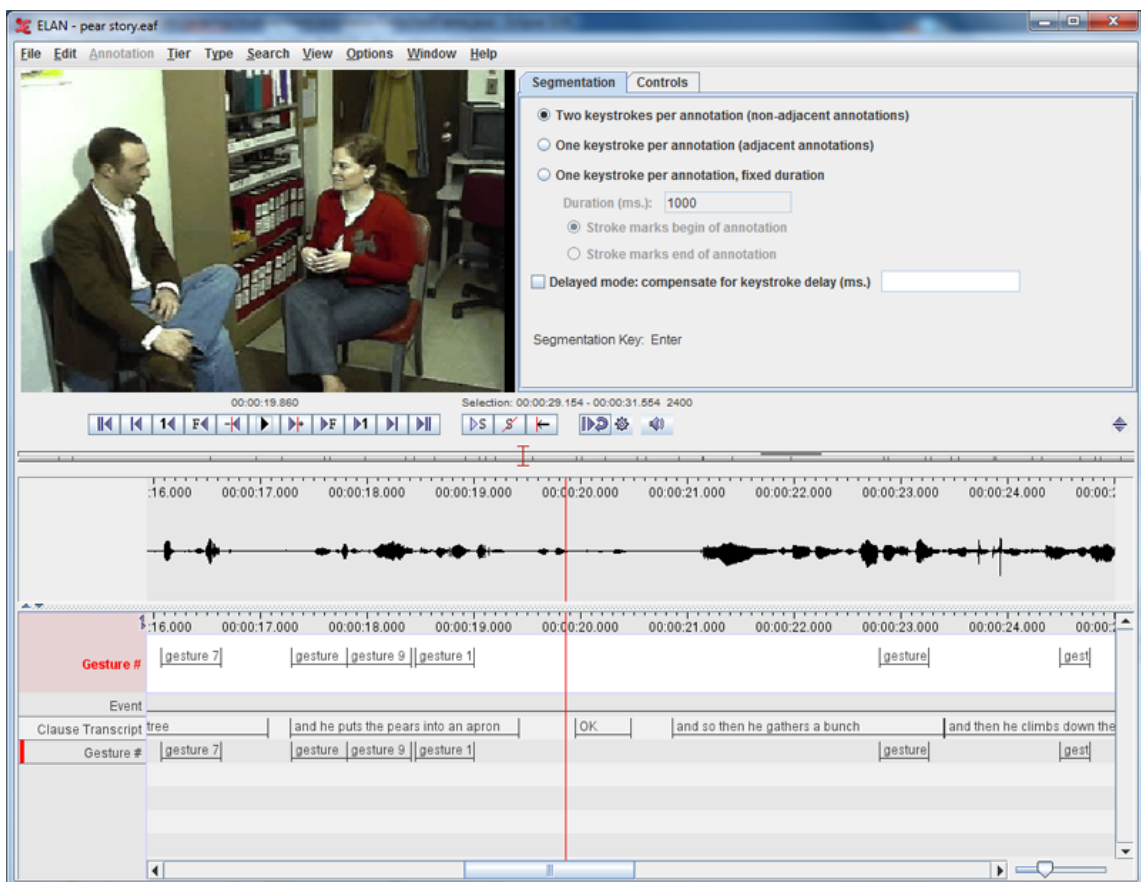 ELAN - pear story.eaf
File Edit Annotation Tier Type Search View Options Window Help
Segmentation Controls
Two keystrokes per annotation (non-adjacent annotations)
One keystroke per annotation (adjacent annotations)
One keystroke per annotation, fixed duration
Duration (ms.): 1000
Stroke marks begin of annotation
Stroke marks end of annotation
Delayed mode: compensate for keystroke delay (ms.)
Segmentation Key: Enter
00:00:19.860 Selection: 00:00:29.154 - 00:00:31.554 2400
:16.000 00:00:17.000 00:00:18.000 00:00:19.000 00:00:20.000 00:00:21.000 00:00:22.000 00:00:23.000 00:00:24.000 00:00:
:16.000 00:00:17.000 00:00:18.000 00:00:19.000 00:00:20.000 00:00:21.000 00:00:22.000 00:00:23.000 00:00:24.000 00:00:
Gesture # gesture 7 gesture gesture 9 gesture 1 gesture gest
Event
Clause Transcript tree and he puts the pears into an apron OK and so then he gathers a bunch and then he climbs down the
Gesture # gesture 7 gesture gesture 9 gesture 1 gesture gest